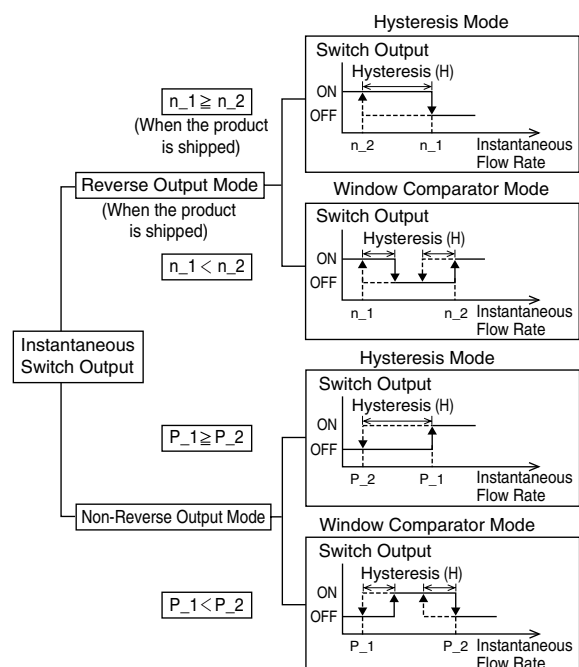 Hysteresis Mode
Switch Output
Hysteresis (H)
ON
OFF
n_2 n_1
Instantaneous
Flow Rate
n_1 ≧ n_2
(When the product
is shipped)
Reverse Output Mode
(When the product
is shipped)
n_1 < n_2
Window Comparator Mode
Switch Output
Hysteresis (H)
ON
OFF
n_1 n_2
Instantaneous
Flow Rate
Instantaneous
Switch Output
Hysteresis Mode
Switch Output
Hysteresis (H)
ON
OFF
P_2 P_1
Instantaneous
Flow Rate
P_1 ≧ P_2
Non-Reverse Output Mode
P_1 < P_2
Window Comparator Mode
Switch Output
Hysteresis (H)
ON
OFF
P_1 P_2
Instantaneous
Flow Rate